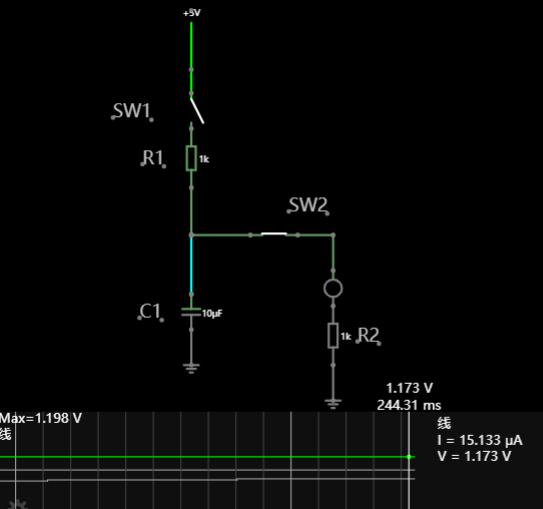 +5V
SW1
R1
1k
SW2
C1
10µF
1k
R2
1.173 V
244.31 ms
Max=1.198 V
线
线
I = 15.133 µA
V = 1.173 V